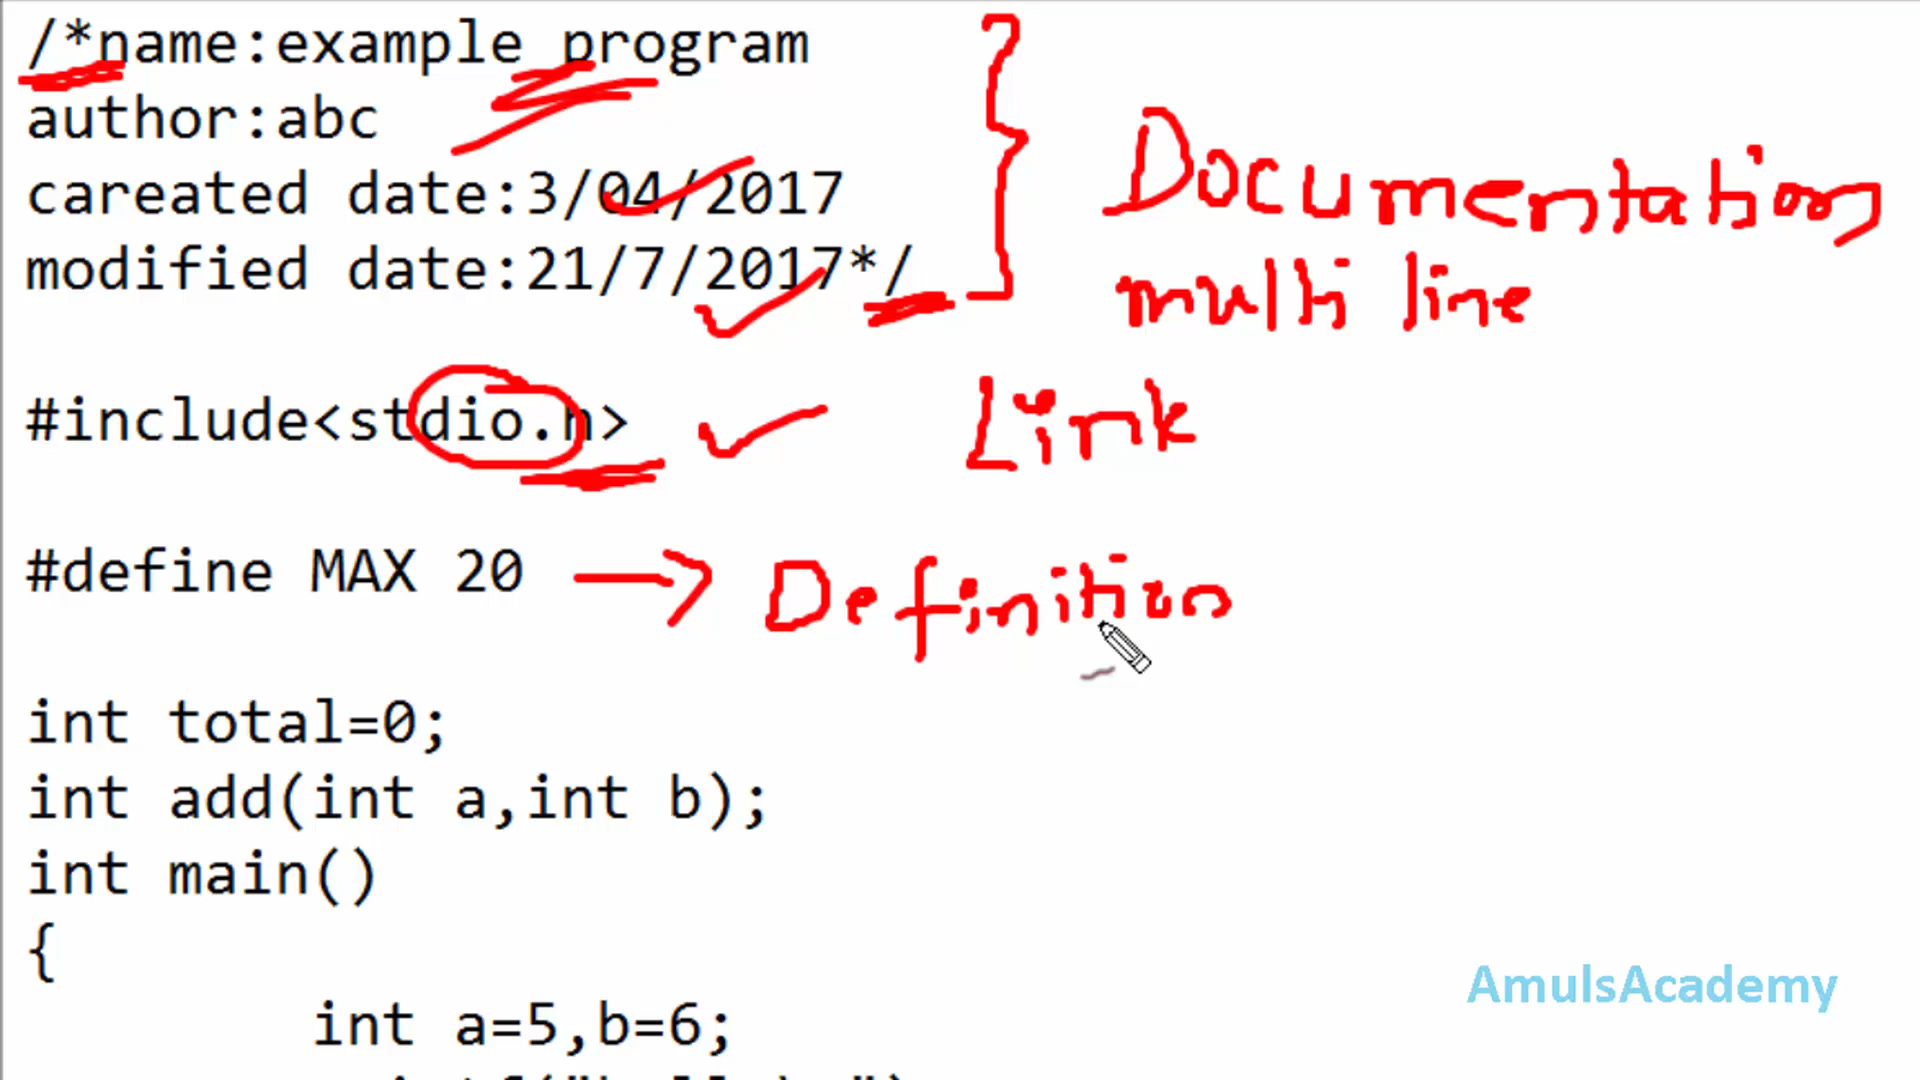 /*name:example program
author:abc
careated date:3/04/2017
modified date:21/7/2017*/
Documentation
multi line
#include<stdio.h>
Link
#define MAX 20
Definition
int total=0;
int add(int a,int b);
int main()
{
int a=5,b=6;
AmulsAcademy